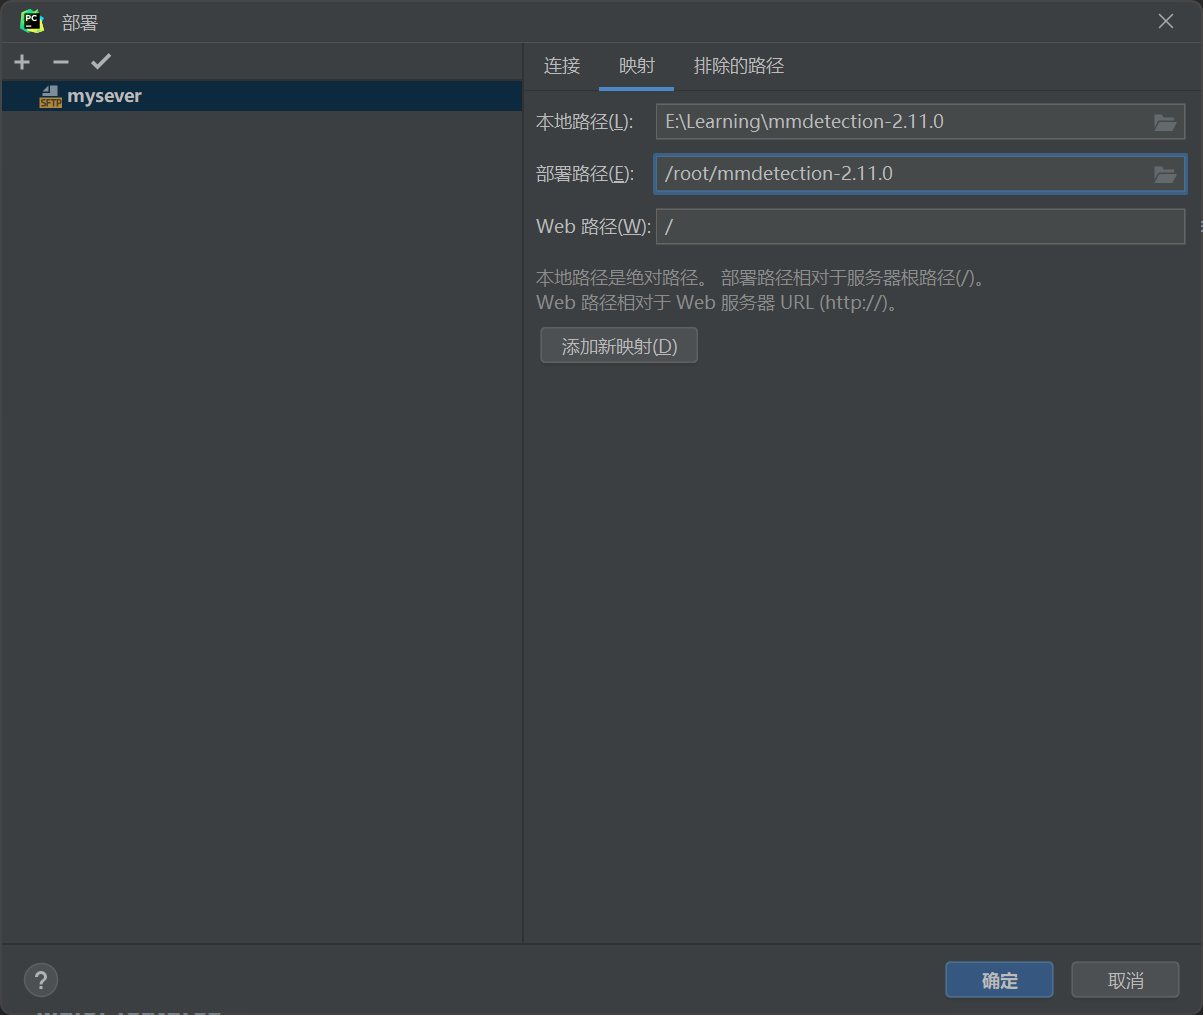 PC
部署
SFTP mysever
连接 映射 排除的路径
本地路径(L): E:\Learning\mmdetection-2.11.0
部署路径(E): /root/mmdetection-2.11.0
Web 路径(W): /
本地路径是绝对路径。 部署路径相对于服务器根路径(/)。
Web 路径相对于 Web 服务器 URL (http://)。
添加新映射(D)
?
确定 取消